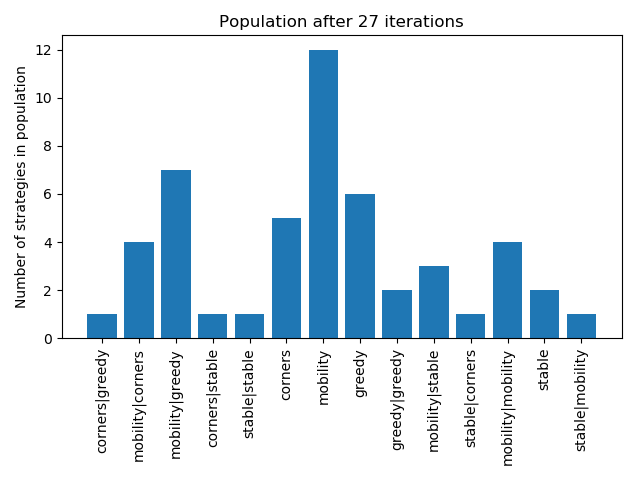 Population after 27 iterations
Number of strategies in population
12
10
8
6
4
2
0
corners|greedy
mobility|corners
mobility|greedy
corners|stable
stable|stable
corners
mobility
greedy
greedy|greedy
mobility|stable
stable|corners
mobility|mobility
stable
stable|mobility